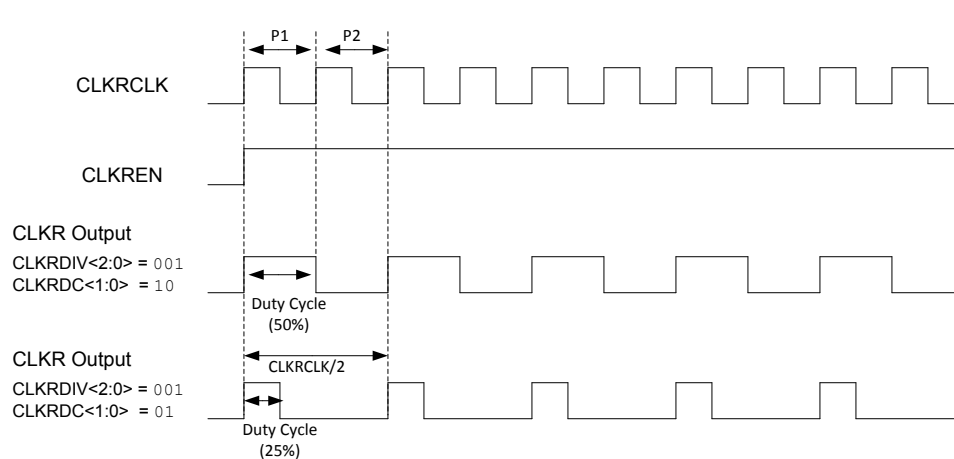 P1 P2
CLKRCLK
CLKREN
CLKR Output
CLKRDIV<2:0> = 001
CLKRDC<1:0> = 10
Duty Cycle
(50%)
CLKR Output
CLKRCLK/2
CLKRDIV<2:0> = 001
CLKRDC<1:0> = 01
Duty Cycle
(25%)